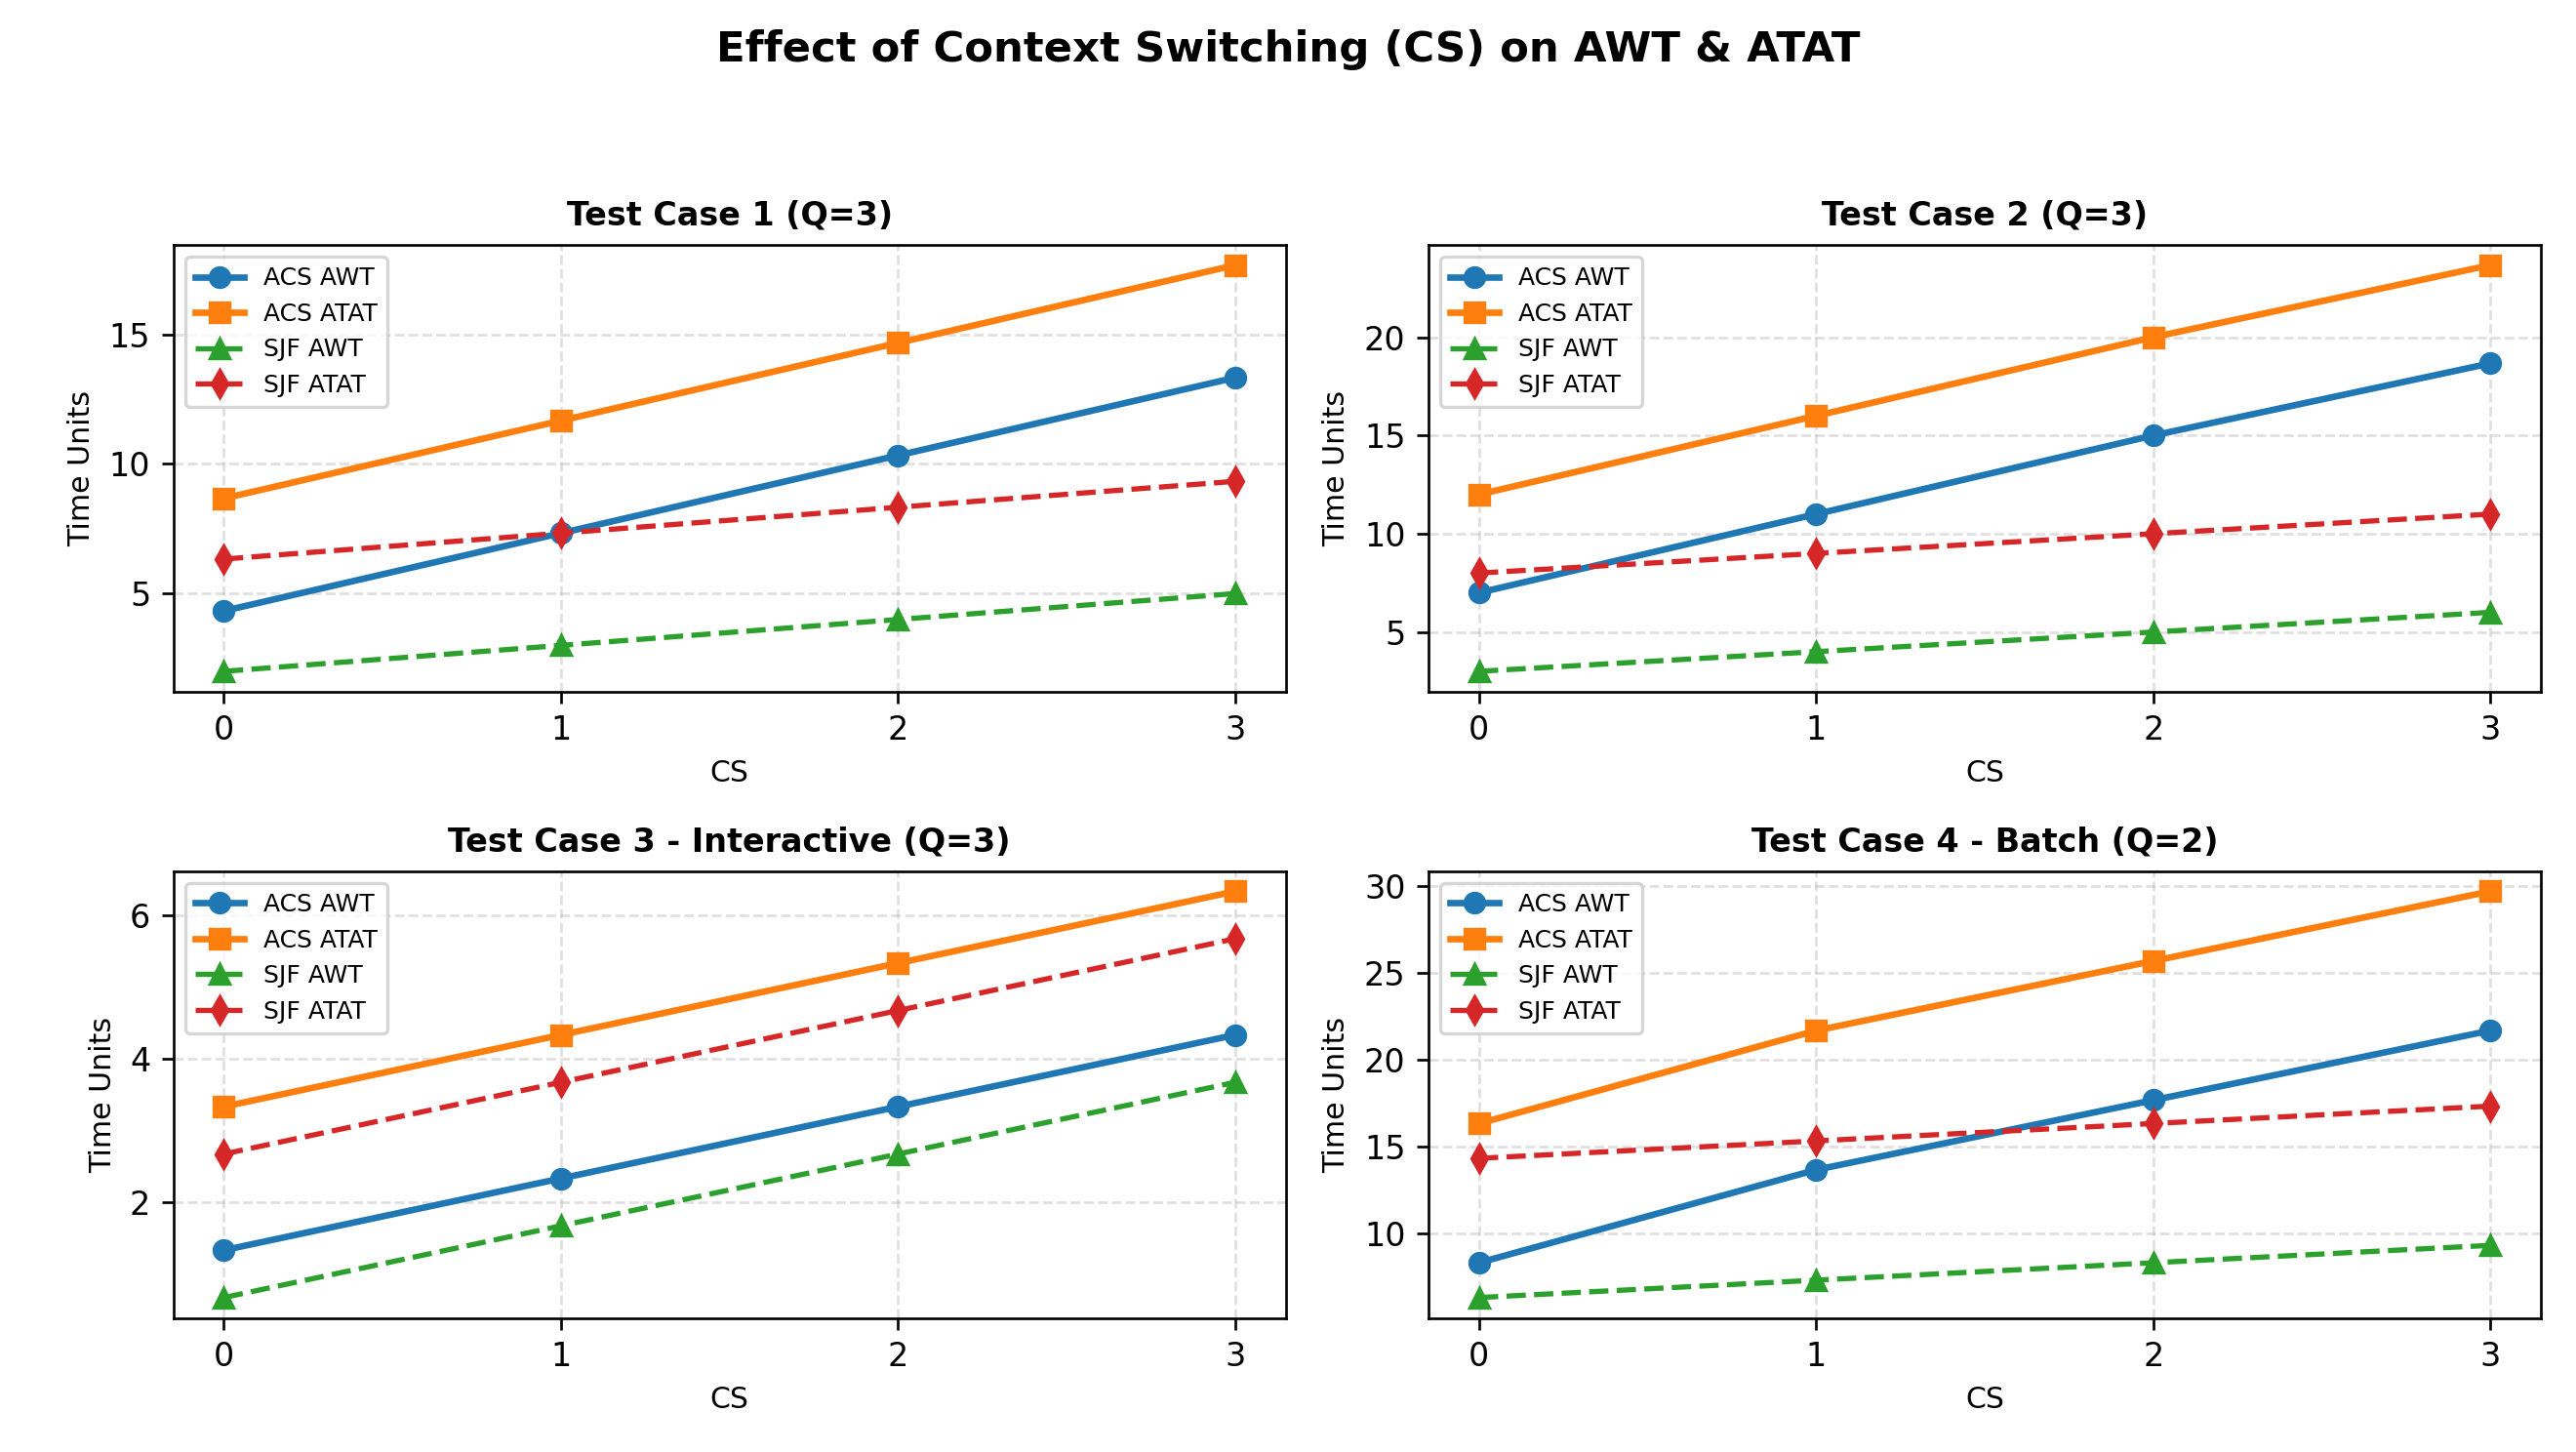 Effect of Context Switching (CS) on AWT & ATAT
Test Case 1 (Q=3)
ACS AWT
ACS ATAT
SJF AWT
SJF ATAT
15
10
5
Time Units
0 1 2 3
CS
Test Case 2 (Q=3)
ACS AWT
ACS ATAT
SJF AWT
SJF ATAT
20
15
10
5
Time Units
0 1 2 3
CS
Test Case 3 - Interactive (Q=3)
ACS AWT
ACS ATAT
SJF AWT
SJF ATAT
6
4
2
Time Units
0 1 2 3
CS
Test Case 4 - Batch (Q=2)
ACS AWT
ACS ATAT
SJF AWT
SJF ATAT
30
25
20
15
10
Time Units
0 1 2 3
CS